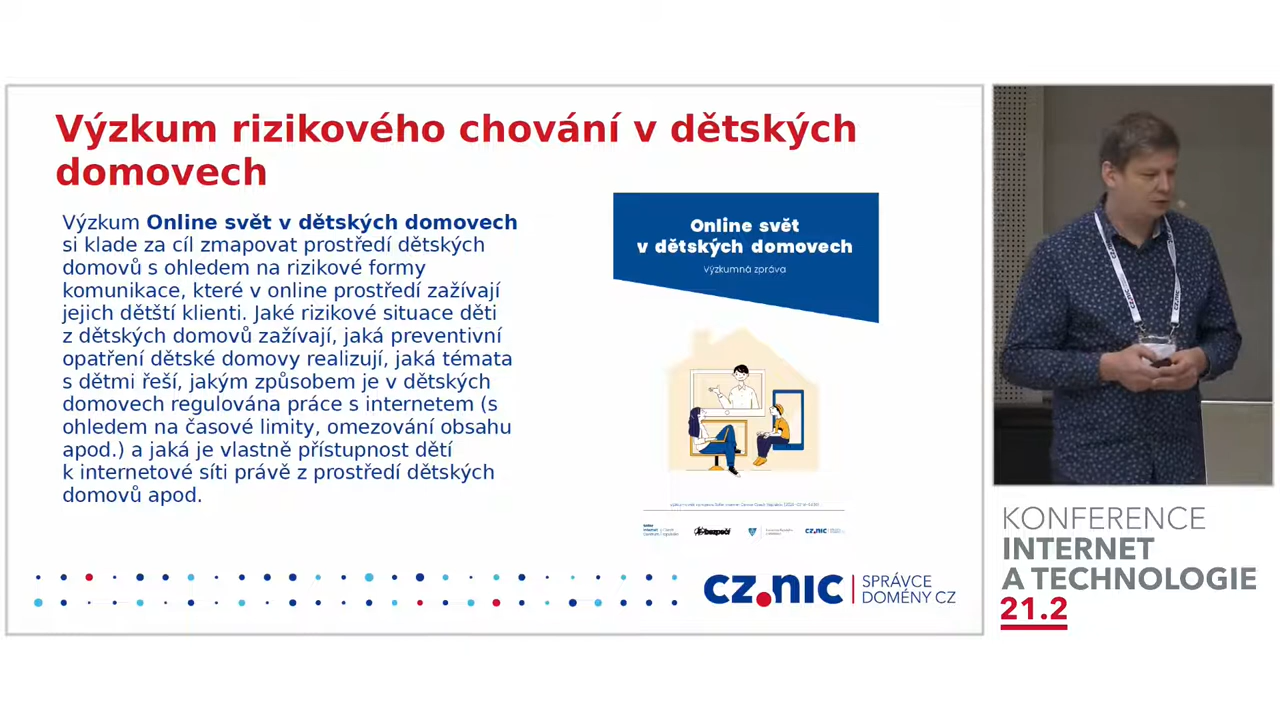 Výzkum rizikového chování v dětských
domovech
Výzkum Online svět v dětských domovech
si klade za cíl zmapovat prostředí dětských
domovů s ohledem na rizikové formy
komunikace, které v online prostředí zažívají
jejich dětští klienti. Jaké rizikové situace děti
z dětských domovů zažívají, jaká preventivní
opatření dětské domovy realizují, jaká témata
s dětmi řeší, jakým způsobem je v dětských
domovech regulována práce s internetem (s
ohledem na časové limity, omezování obsahu
apod.) a jaká je vlastně přístupnost dětí
k internetové síti právě z prostředí dětských
domovů apod.
Online svět
v dětských domovech
Výzkumná zpráva
CZ.NIC
CZ.NIC
SPRÁVCE
DOMÉNY CZ
KONFERENCE
INTERNET
A TECHNOLOGIE
21.2